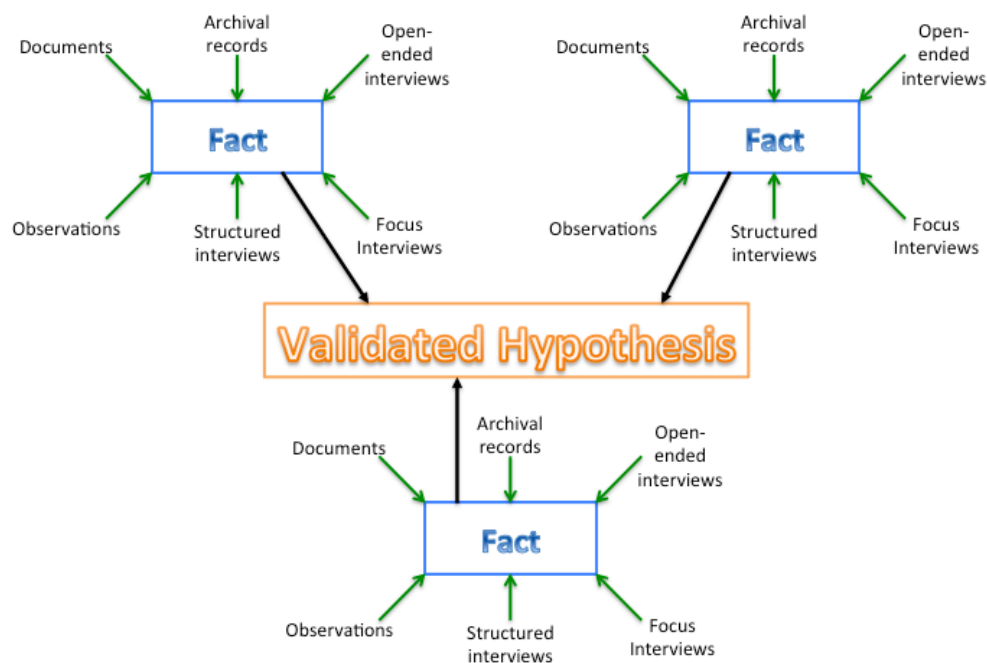 Documents
Archival
records
Open-
ended
interviews
Fact
Observations
Structured
interviews
Focus
Interviews
Documents
Archival
records
Open-
ended
interviews
Fact
Observations
Structured
interviews
Focus
Interviews
Validated Hypothesis
Documents
Archival
records
Open-
ended
interviews
Fact
Observations
Structured
interviews
Focus
Interviews